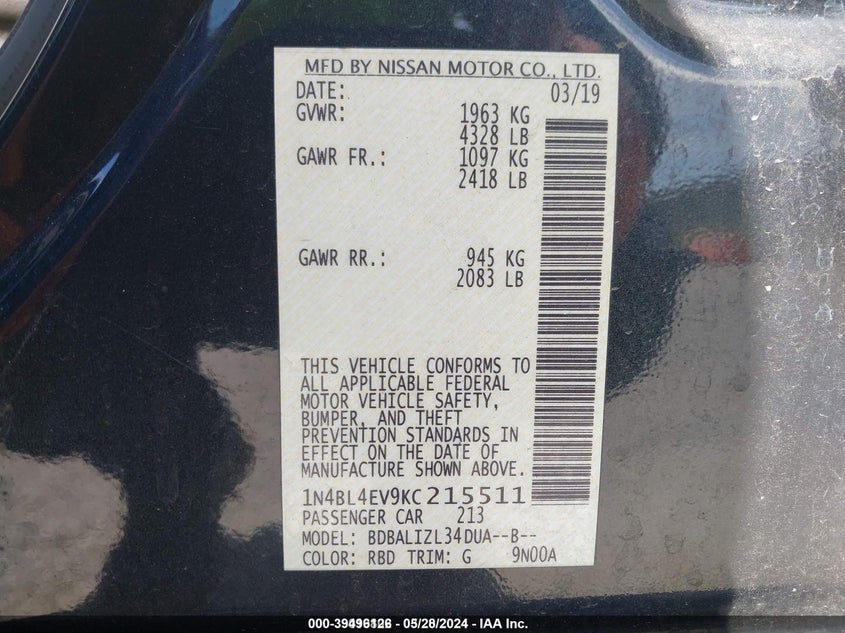 MFD BY NISSAN MOTOR CO., LTD.
DATE: 03/19
GVWR: 1963 KG
4328 LB
GAWR FR.: 1097 KG
2418 LB
GAWR RR.: 945 KG
2083 LB
THIS VEHICLE CONFORMS TO
ALL APPLICABLE FEDERAL
MOTOR VEHICLE SAFETY,
BUMPER, AND THEFT
PREVENTION STANDARDS IN
EFFECT ON THE DATE OF
MANUFACTURE SHOWN ABOVE.
1N4BL4EV9KC215511
PASSENGER CAR 213
MODEL: BDBALIZL34DUA--B--
COLOR: RBD TRIM: G 9N00A
000-39496126 - 05/28/2024 - IAA Inc.